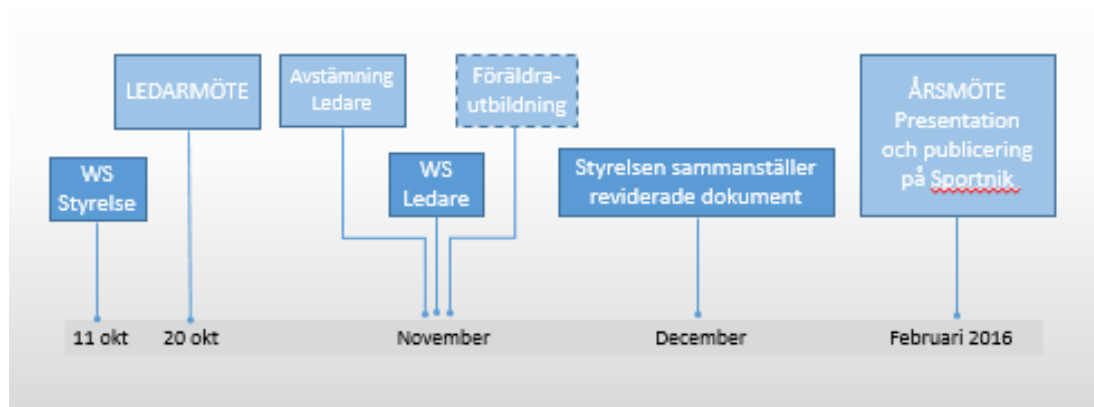 LEDARMÖTE
Avstämning
Ledare
Föräldra-
utbildning
ÅRSMÖTE
Presentation
och publicering
på Sportnik
WS
Styrelse
WS
Ledare
Styrelsen sammanställer
reviderade dokument
11 okt
20 okt
November
December
Februari 2016